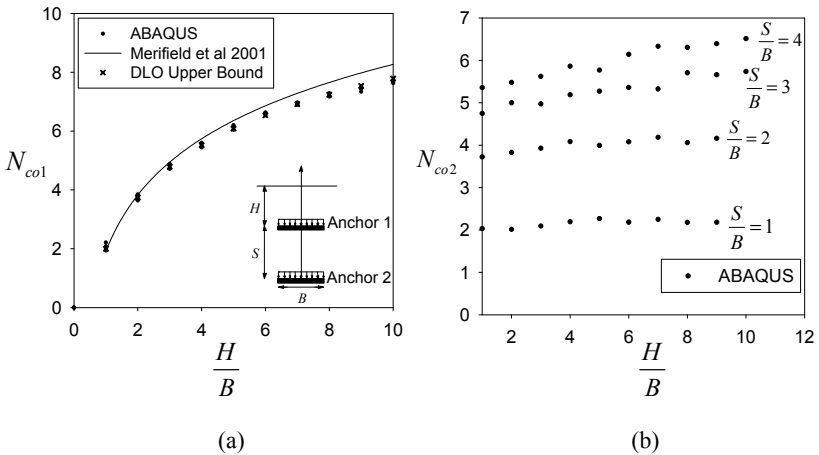 ABAQUS
Merifield et al 2001
DLO Upper Bound
10
8
6
4
2
0
N_{co1}
0 2 4 6 8 10
H
S
B
Anchor 1
Anchor 2
H/B
(a)
7
6
5
4
3
2
1
0
N_{co2}
2 4 6 8 10 12
S/B = 4
S/B = 3
S/B = 2
S/B = 1
ABAQUS
H/B
(b)